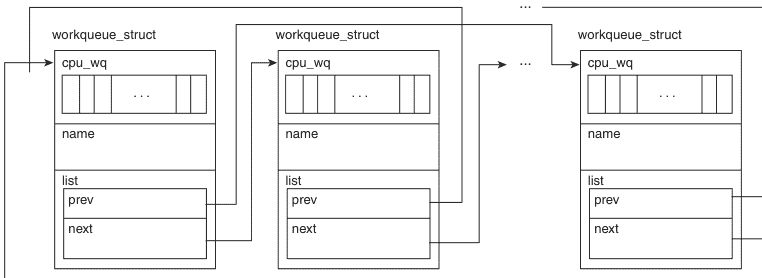 ...
workqueue_struct
workqueue_struct
workqueue_struct
cpu_wq
cpu_wq
...
cpu_wq
...
...
...
name
name
name
list
list
list
prev
prev
prev
next
next
next